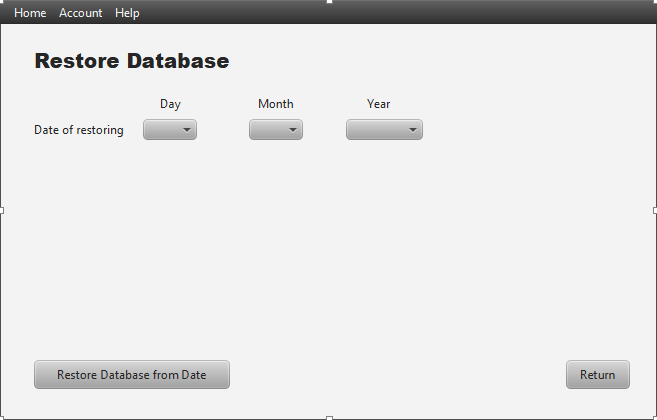 Home Account Help
Restore Database
Day Month Year
Date of restoring
Restore Database from Date Return